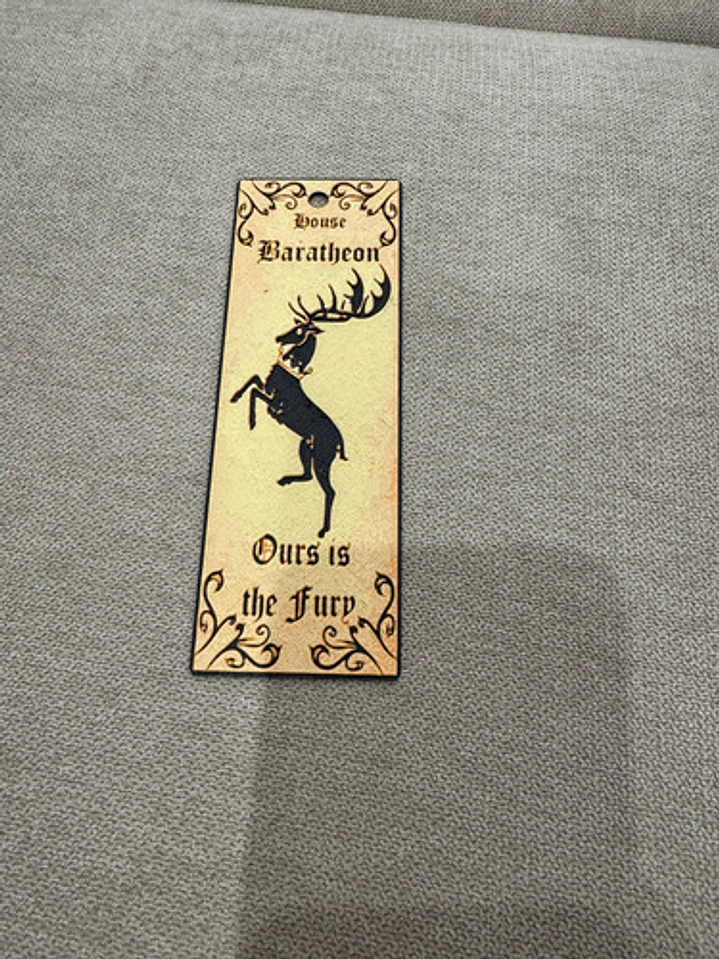 House
Baratheon
Ours is
the Fury